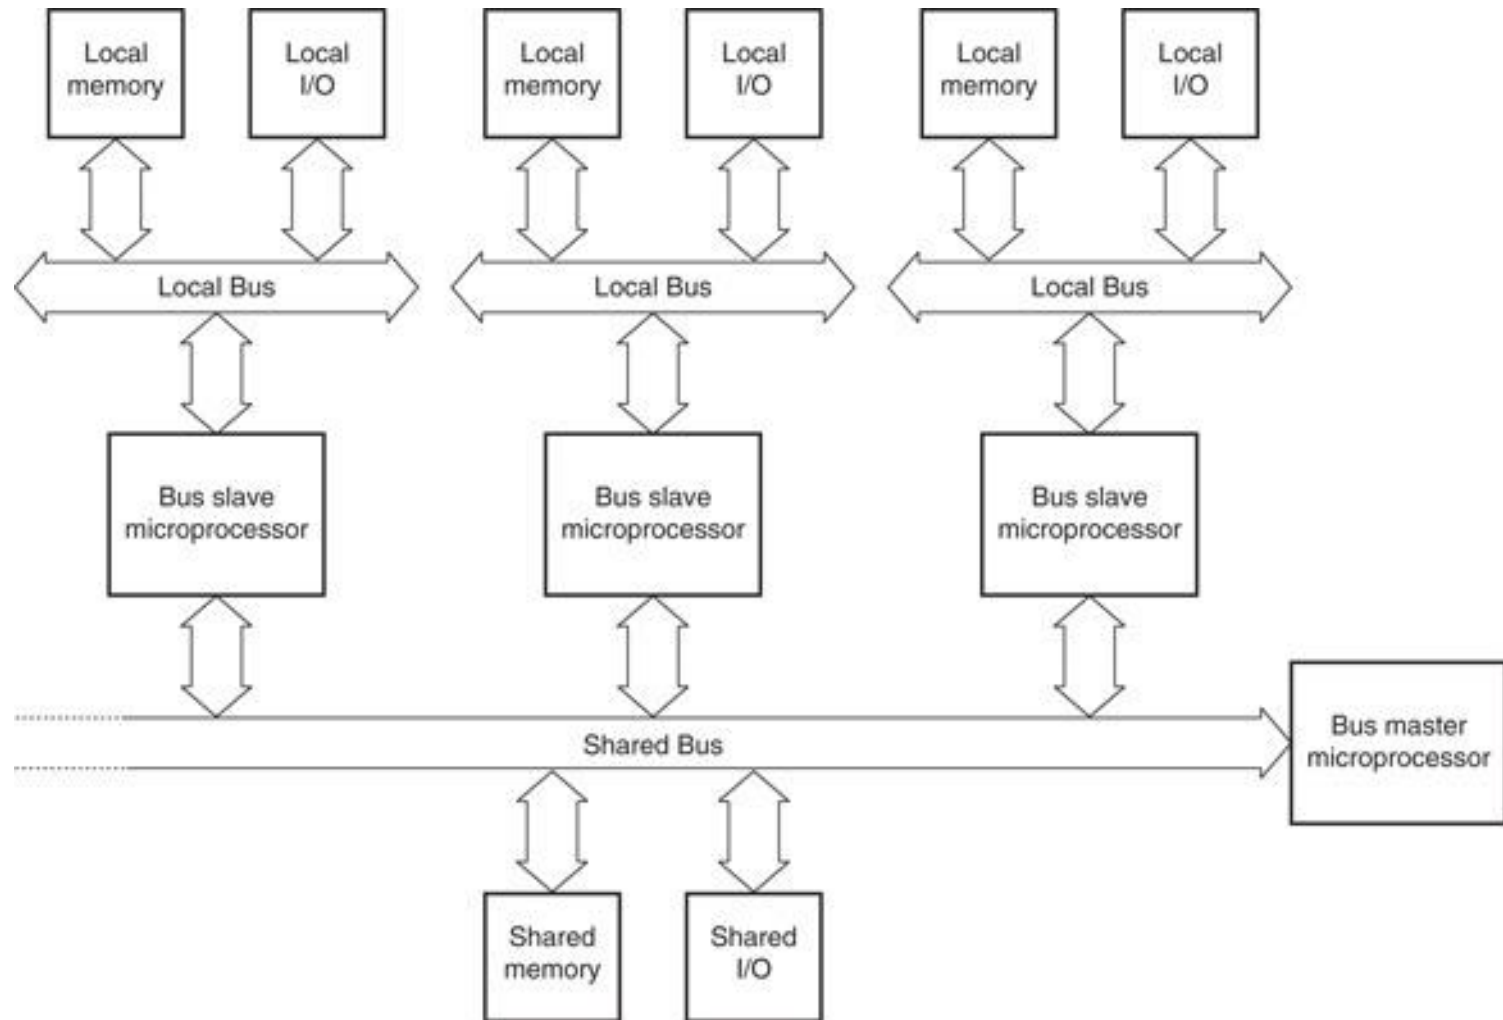 Local
memory
Local
I/O
Local
memory
Local
I/O
Local
memory
Local
I/O
Local Bus
Local Bus
Local Bus
Bus slave
microprocessor
Bus slave
microprocessor
Bus slave
microprocessor
Shared Bus
Bus master
microprocessor
Shared
memory
Shared
I/O